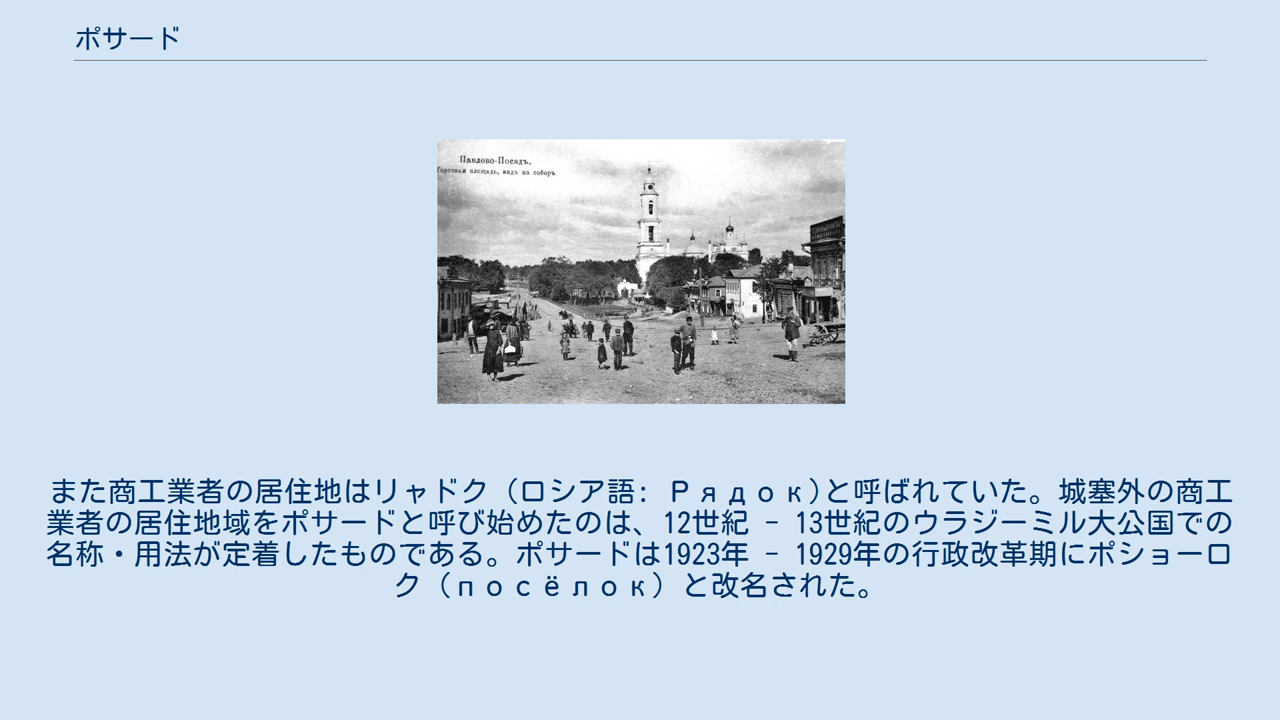 ポサード
Павлово-Посадъ.
Торговая площадь, видъ на соборъ
また商工業者の居住地はリャドク（ロシア語: Рядок)と呼ばれていた。城塞外の商工
業者の居住地域をポサードと呼び始めたのは、12世紀 – 13世紀のウラジーミル大公国での
名称・用法が定着したものである。ポサードは1923年 – 1929年の行政改革期にポショーロ
ク（посёлок）と改名された。